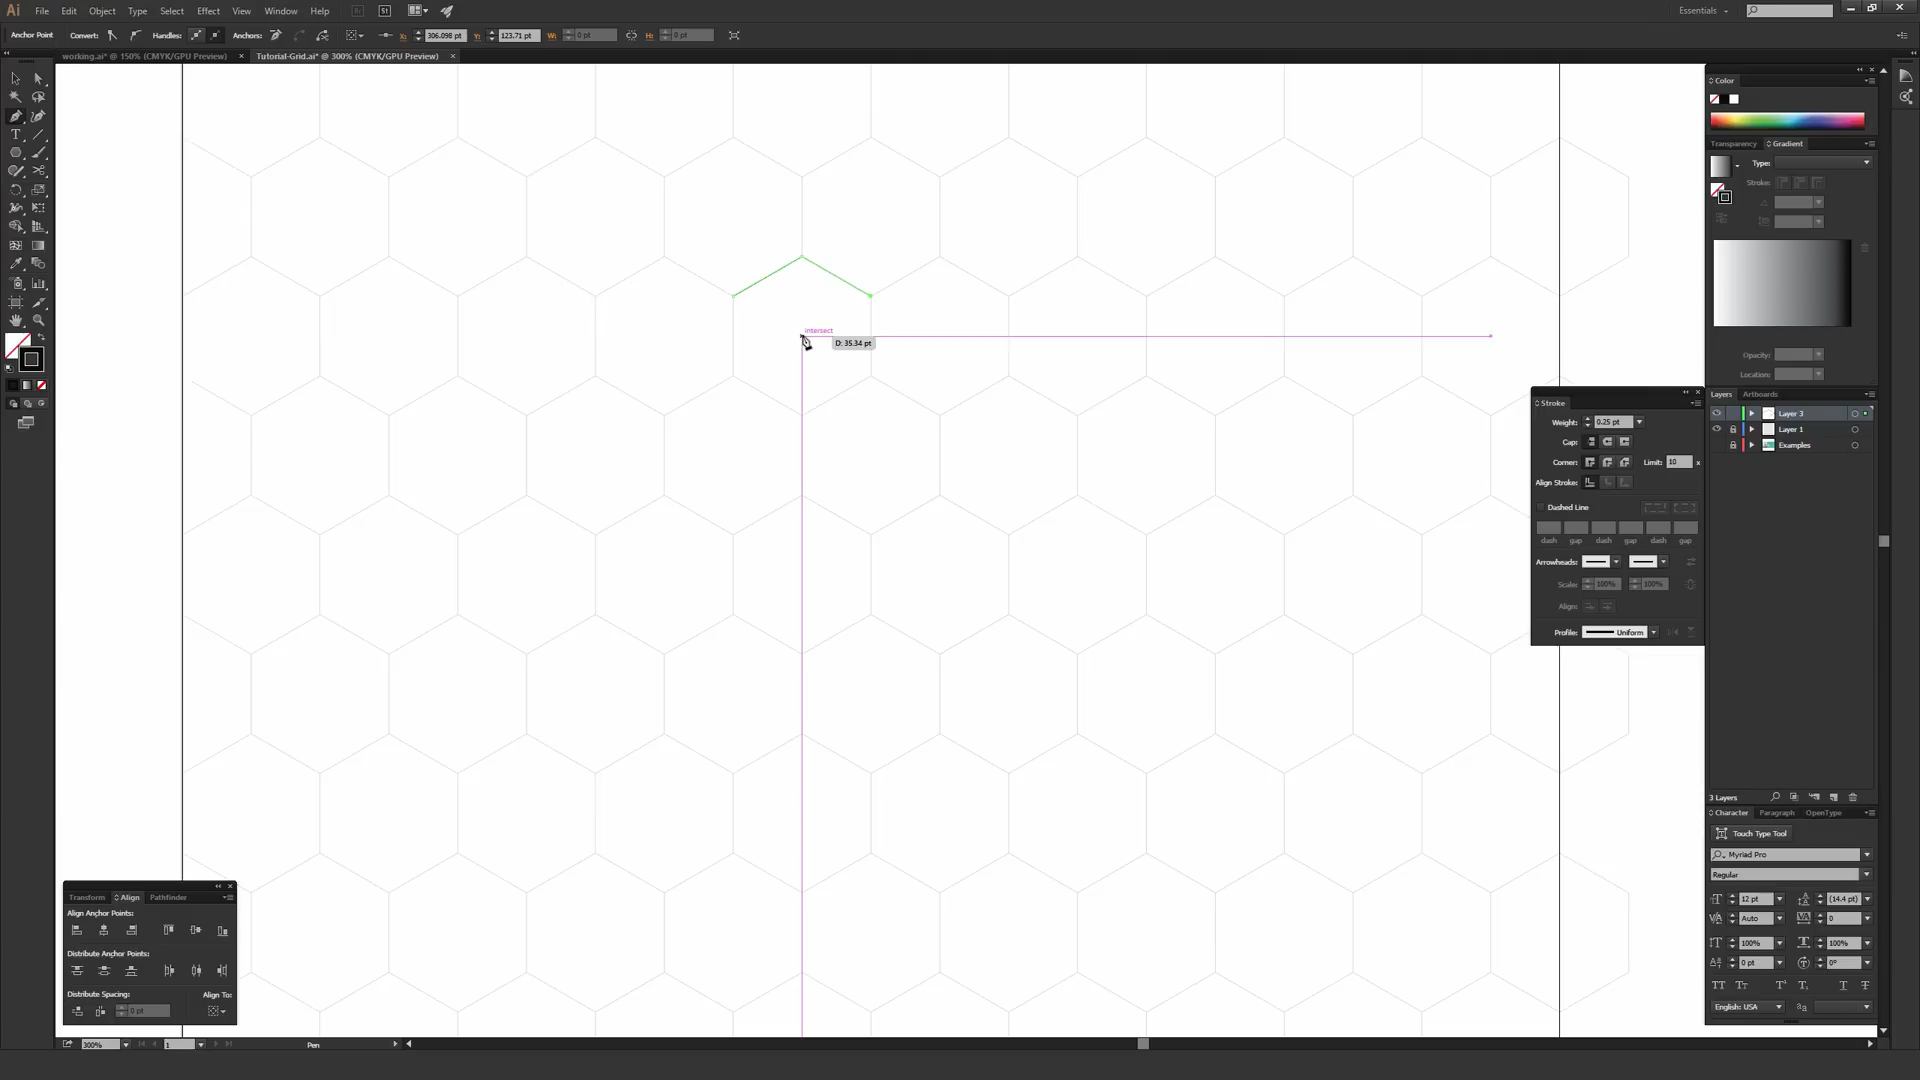 Ai File Edit Object Type Select Effect View Window Help Br St Essentials
Anchor Point Convert: Handles: Anchors: X: 306.098 pt Y: 123.71 pt W: 0 pt H: 0 pt
working.ai* @ 150% (CMYK/GPU Preview) × Tutorial-Grid.ai* @ 300% (CMYK/GPU Preview) ×
Color
Transparency Gradient
Type:
Stroke:
intersect
D: 35.34 pt
Opacity:
Location:
Layers Artboards
Layer 3
Layer 1
Examples
Stroke
Weight: 0.25 pt
Cap:
Corner: Limit: 10 x
Align Stroke:
Dashed Line
dash gap dash gap dash gap
Arrowheads:
Scale: 100% 100%
Align:
Profile: Uniform
3 Layers
Character Paragraph OpenType
Touch Type Tool
Myriad Pro
Regular
12 pt (14.4 pt)
Auto 0
100% 100%
0 pt 0°
English: USA
Transform Align Pathfinder
Align Anchor Points:
Distribute Anchor Points:
Distribute Spacing: Align To:
0 pt
300% 1 Pen